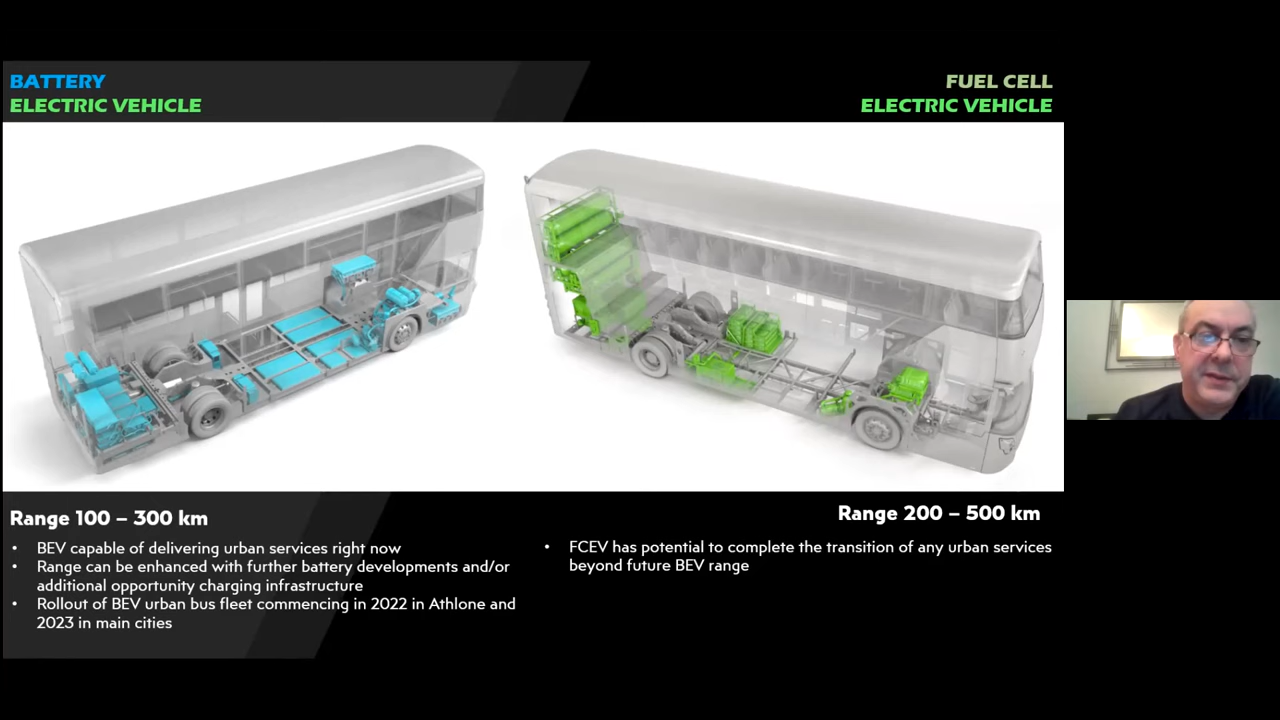 BATTERY
ELECTRIC VEHICLE
FUEL CELL
ELECTRIC VEHICLE
Range 100 – 300 km
• BEV capable of delivering urban services right now
• Range can be enhanced with further battery developments and/or
additional opportunity charging infrastructure
• Rollout of BEV urban bus fleet commencing in 2022 in Athlone and
2023 in main cities
Range 200 – 500 km
• FCEV has potential to complete the transition of any urban services
beyond future BEV range